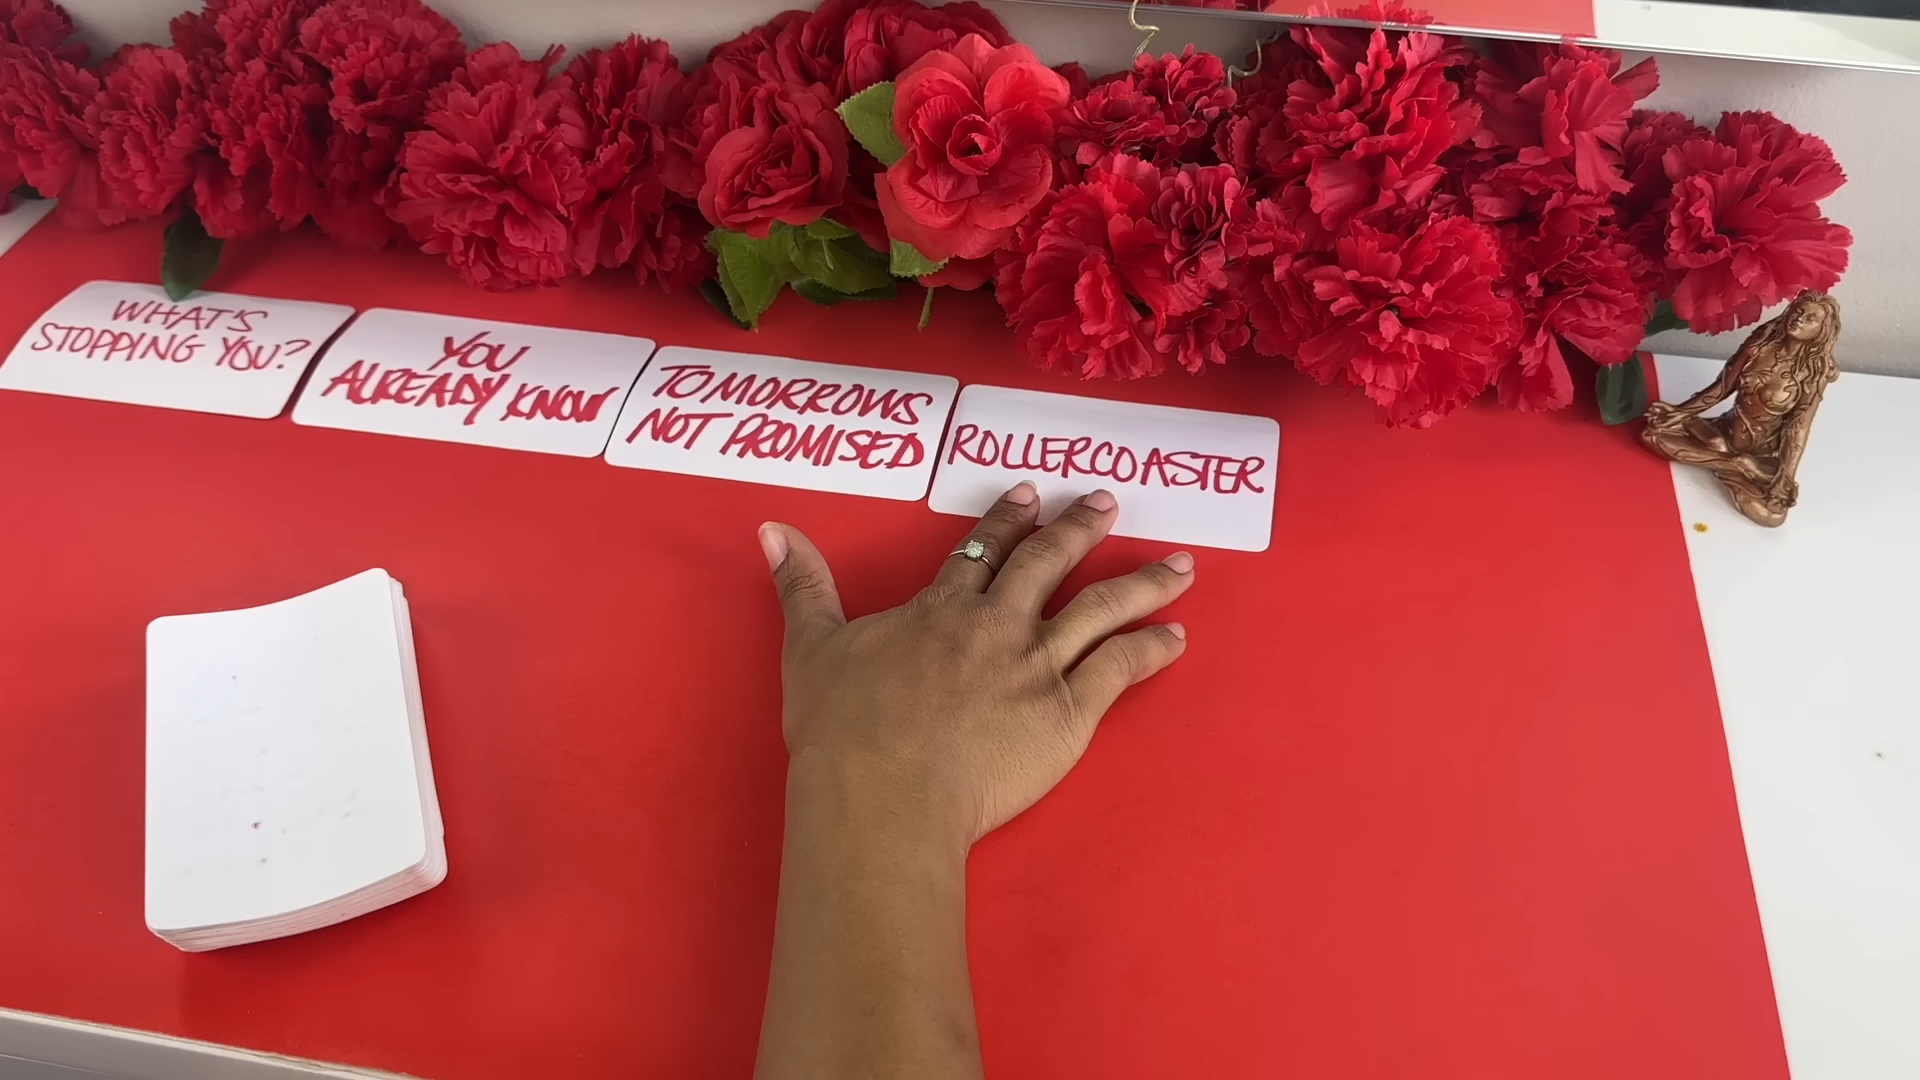 WHAT'S
STOPPING YOU?
YOU
ALREADY KNOW
TOMORROWS
NOT PROMISED
ROLLERCOASTER